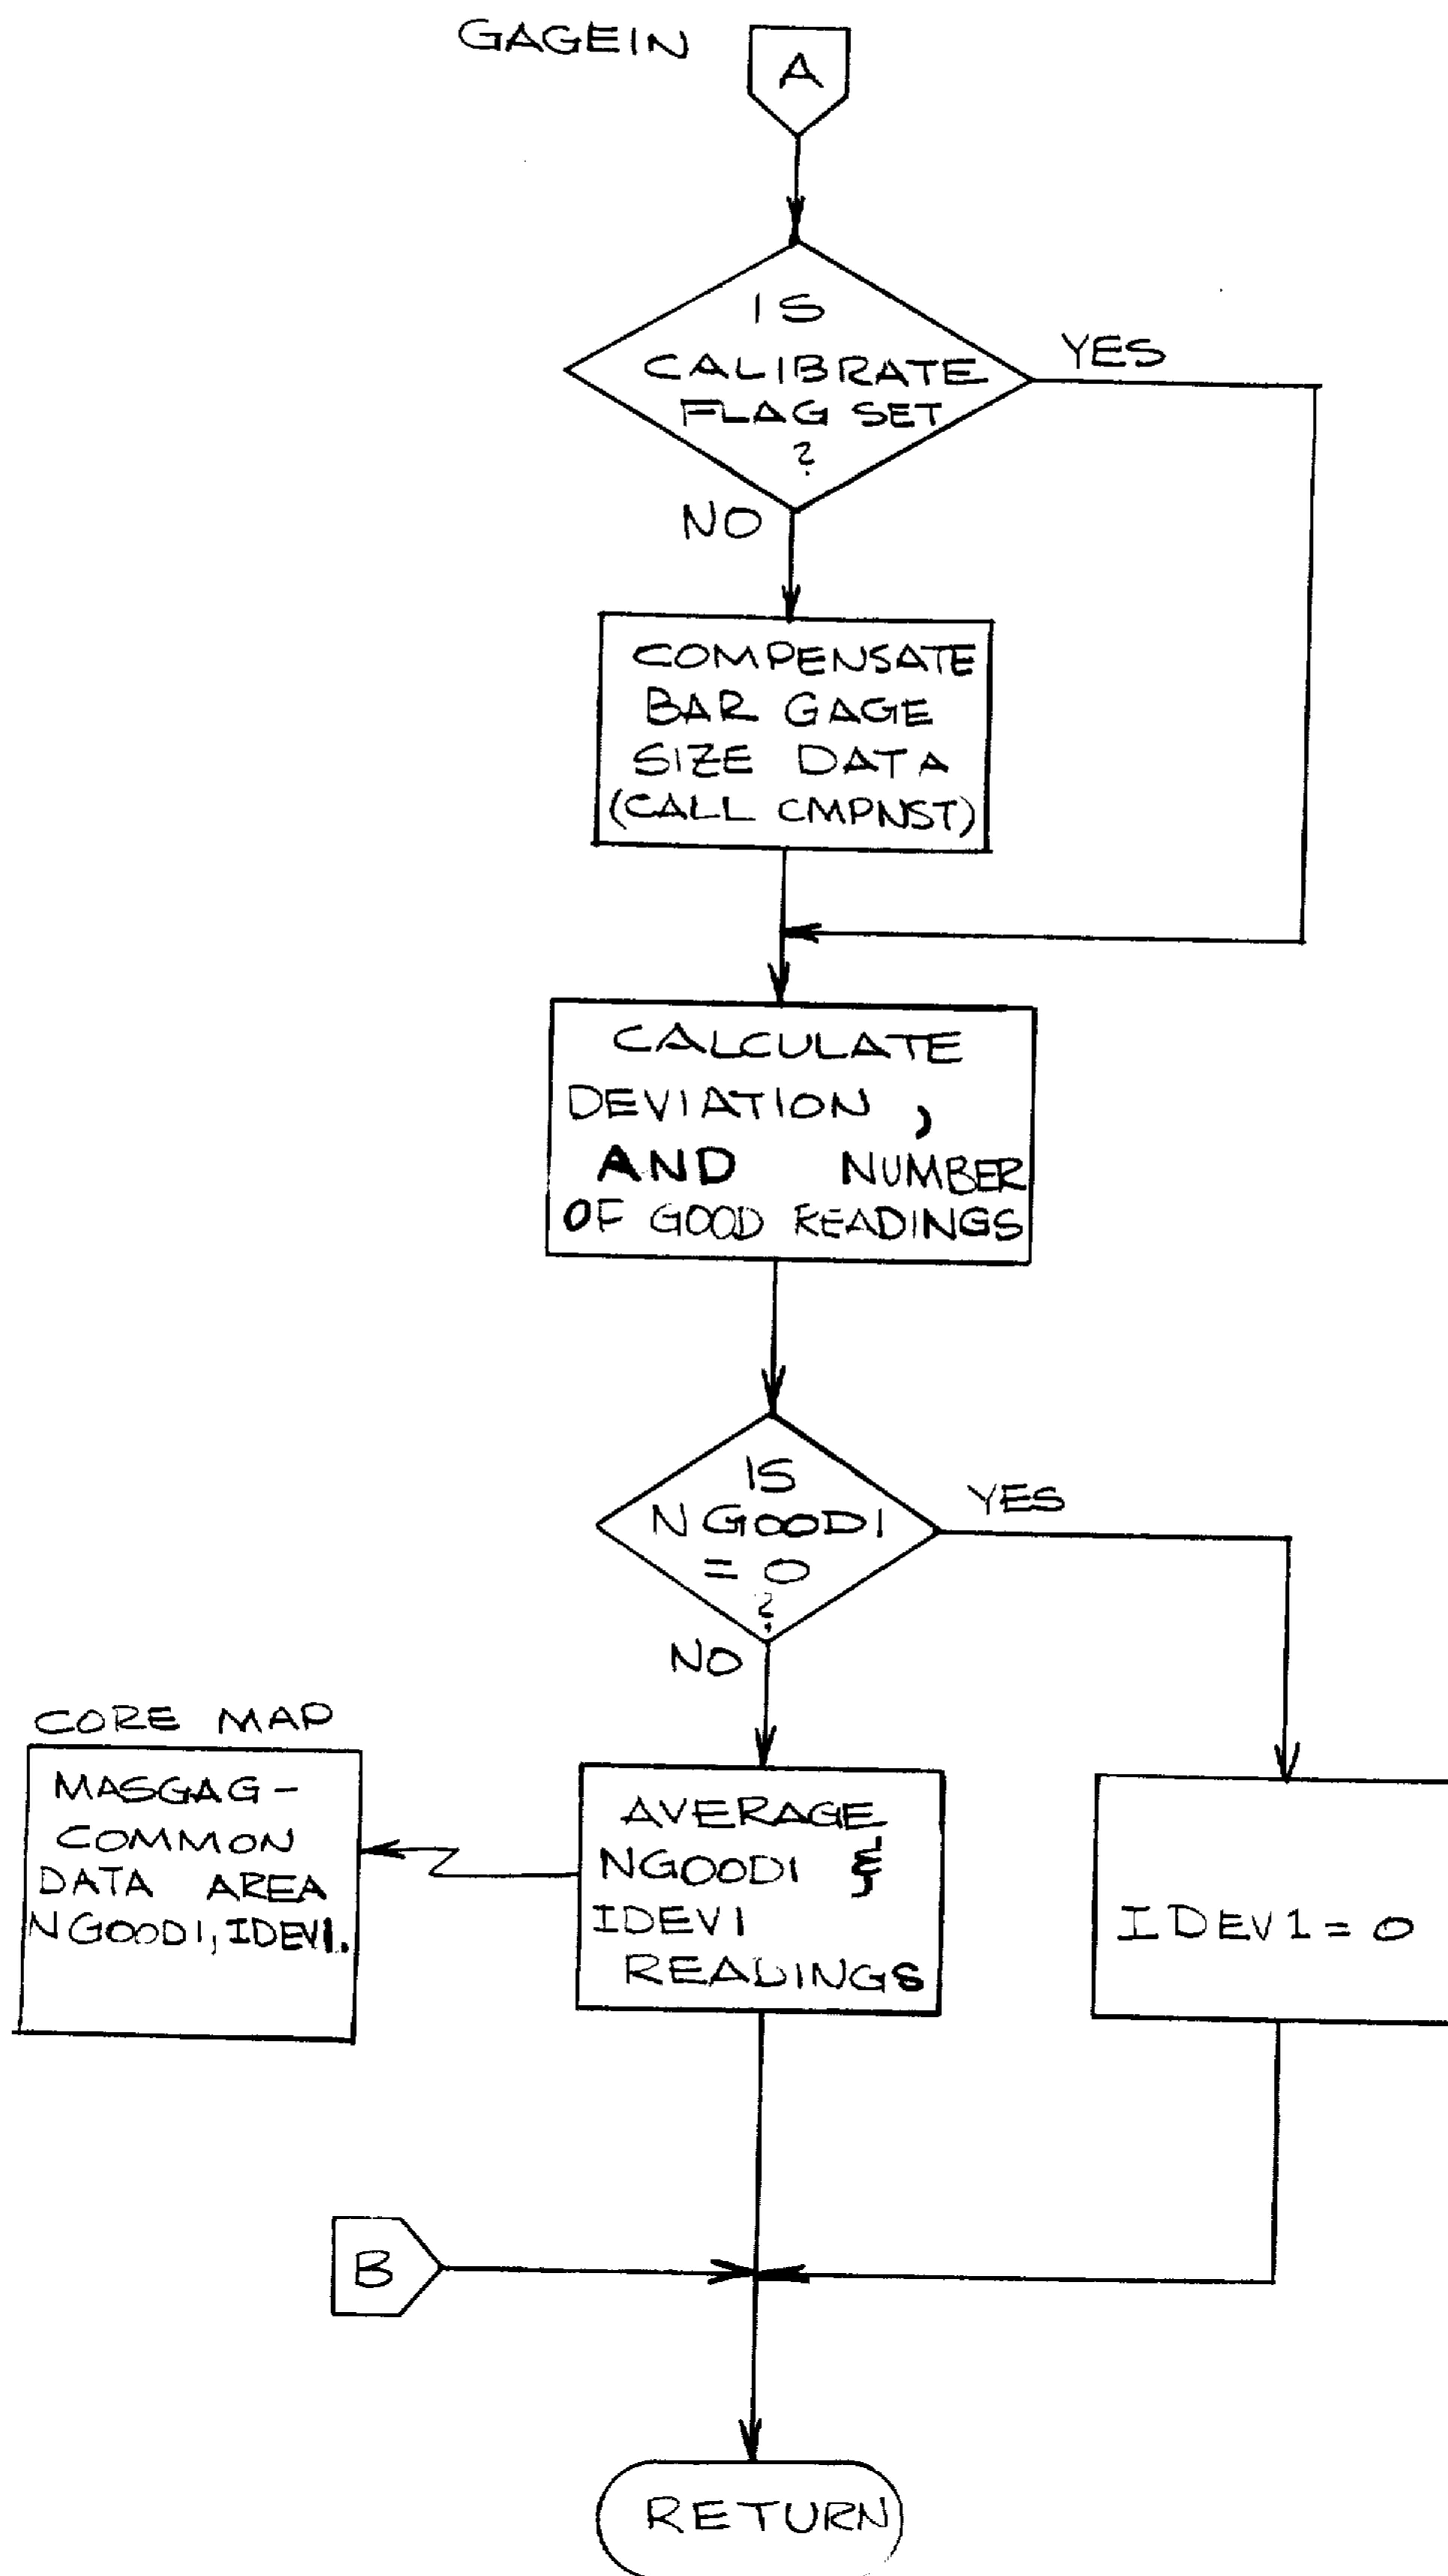 GAGEIN
A
IS
CALIBRATE
FLAG SET
?
YES
NO
COMPENSATE
BAR GAGE
SIZE DATA
(CALL CMPNST)
CALCULATE
DEVIATION,
AND NUMBER
OF GOOD READINGS
IS
NGOOD1
= 0
?
YES
NO
CORE MAP
MASGAG-
COMMON
DATA AREA
NGOOD1, IDEV1.
AVERAGE
NGOOD1 &
IDEV1
READINGS
IDEV1 = 0
B
RETURN